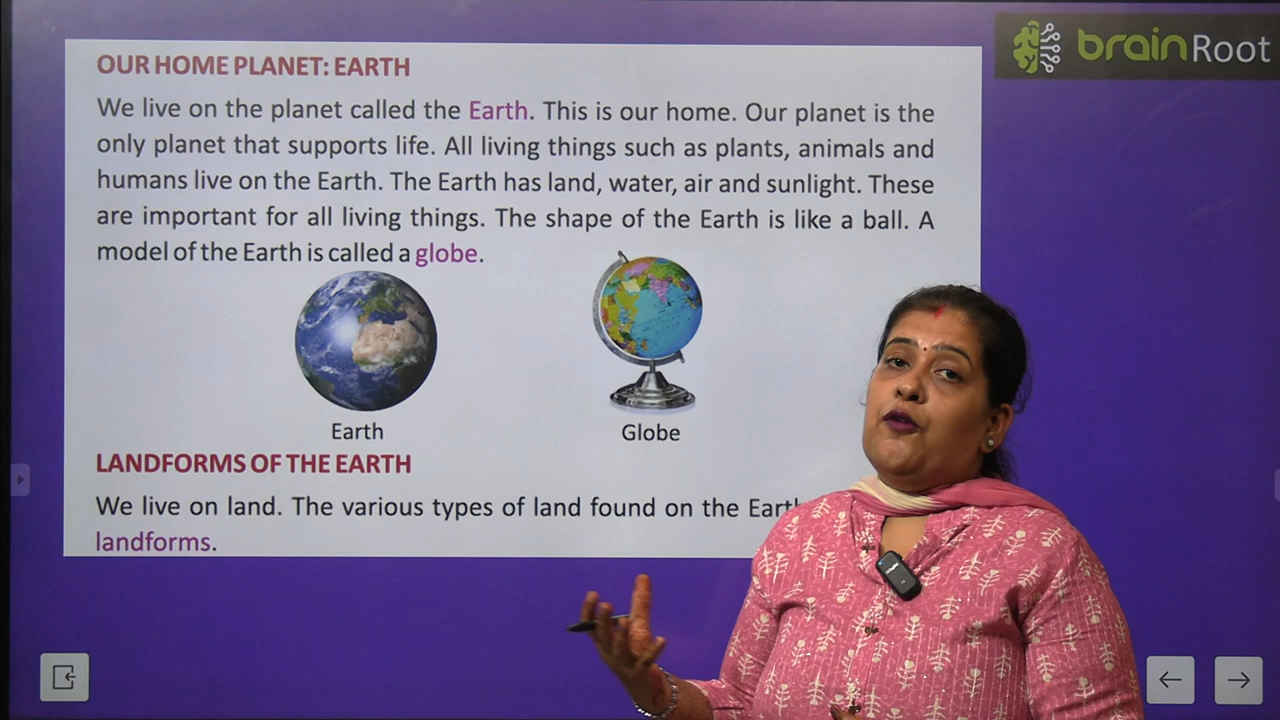 brainRoot
OUR HOME PLANET: EARTH
We live on the planet called the Earth. This is our home. Our planet is the
only planet that supports life. All living things such as plants, animals and
humans live on the Earth. The Earth has land, water, air and sunlight. These
are important for all living things. The shape of the Earth is like a ball. A
model of the Earth is called a globe.
Earth
Globe
LANDFORMS OF THE EARTH
We live on land. The various types of land found on the Earth
landforms.